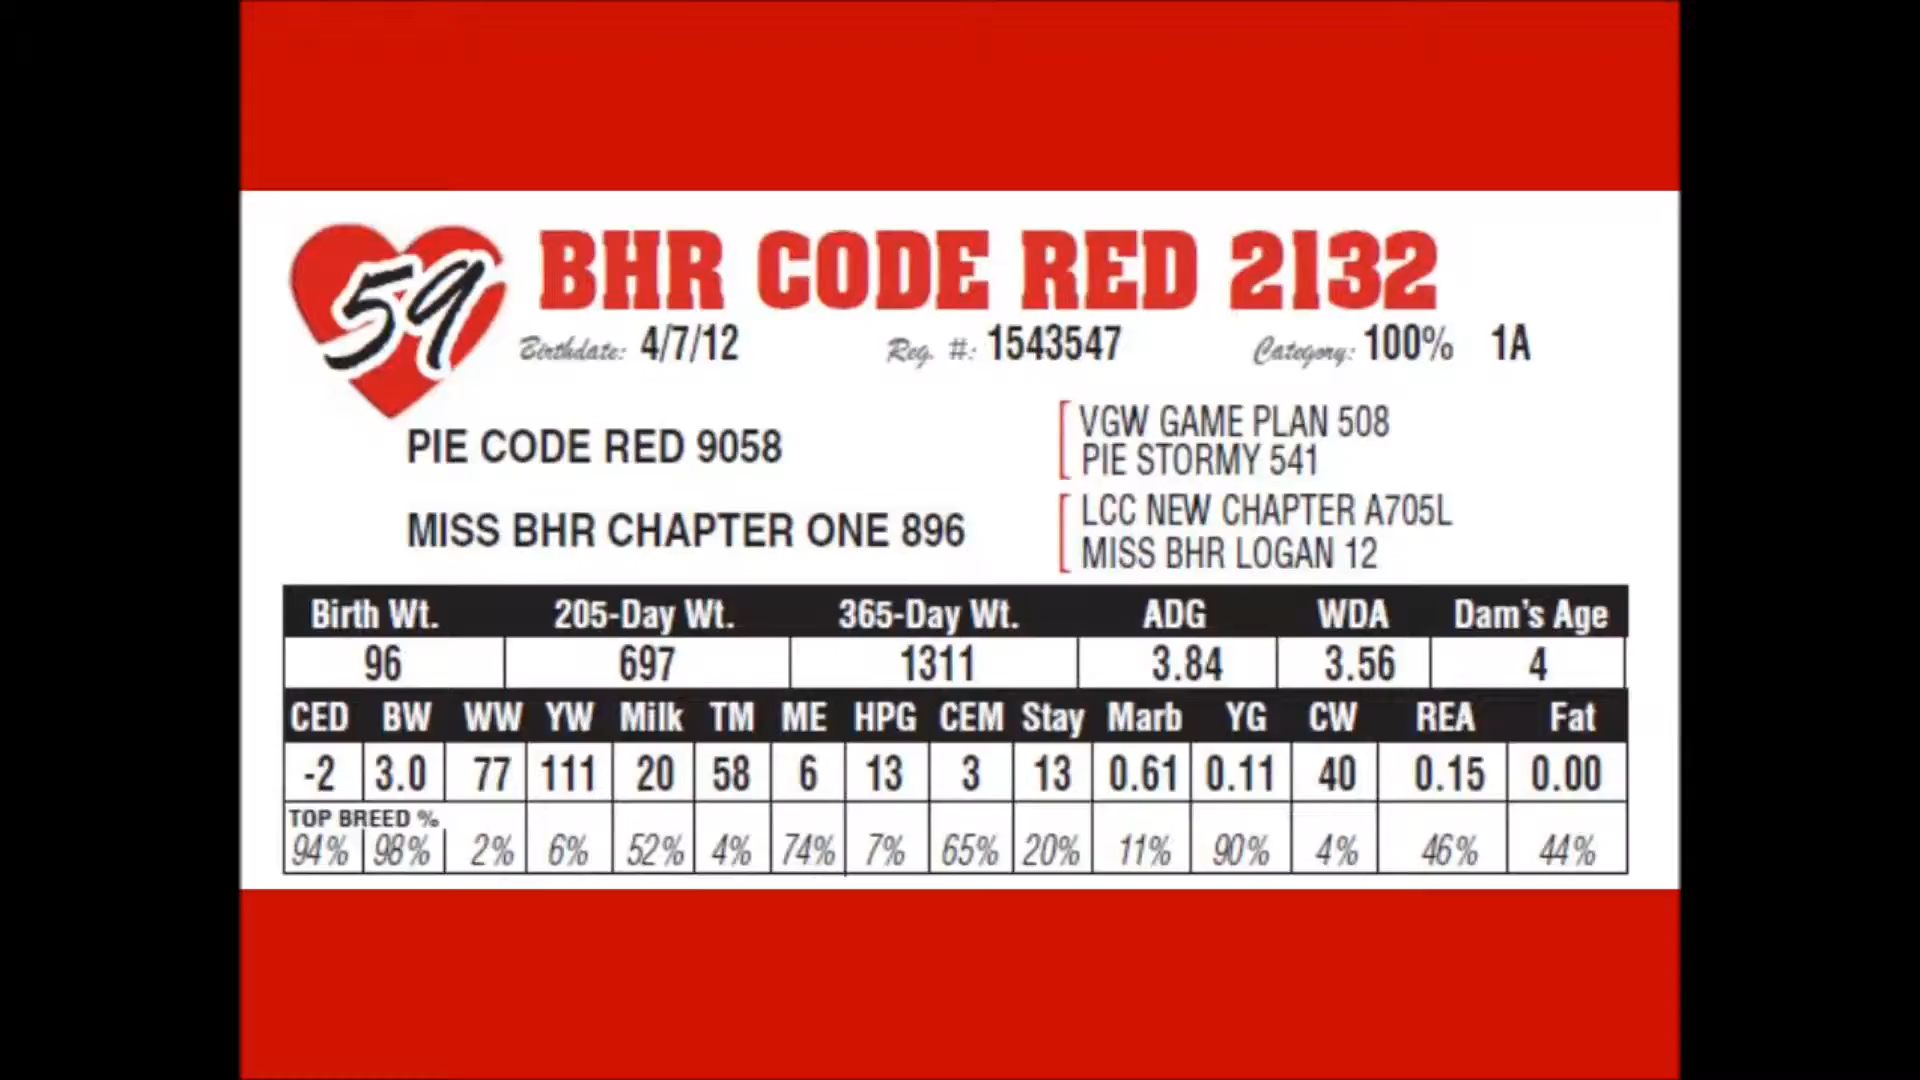 59
BHR CODE RED 2132
Birthdate: 4/7/12 Reg. #: 1543547 Category: 100% 1A
PIE CODE RED 9058
VGW GAME PLAN 508
PIE STORMY 541
MISS BHR CHAPTER ONE 896
LCC NEW CHAPTER A705L
MISS BHR LOGAN 12
Birth Wt. 205-Day Wt. 365-Day Wt. ADG WDA Dam's Age
96 697 1311 3.84 3.56 4
CED BW WW YW Milk TM ME HPG CEM Stay Marb YG CW REA Fat
-2 3.0 77 111 20 58 6 13 3 13 0.61 0.11 40 0.15 0.00
TOP BREED %
94% 98% 2% 6% 52% 4% 74% 7% 65% 20% 11% 90% 4% 46% 44%